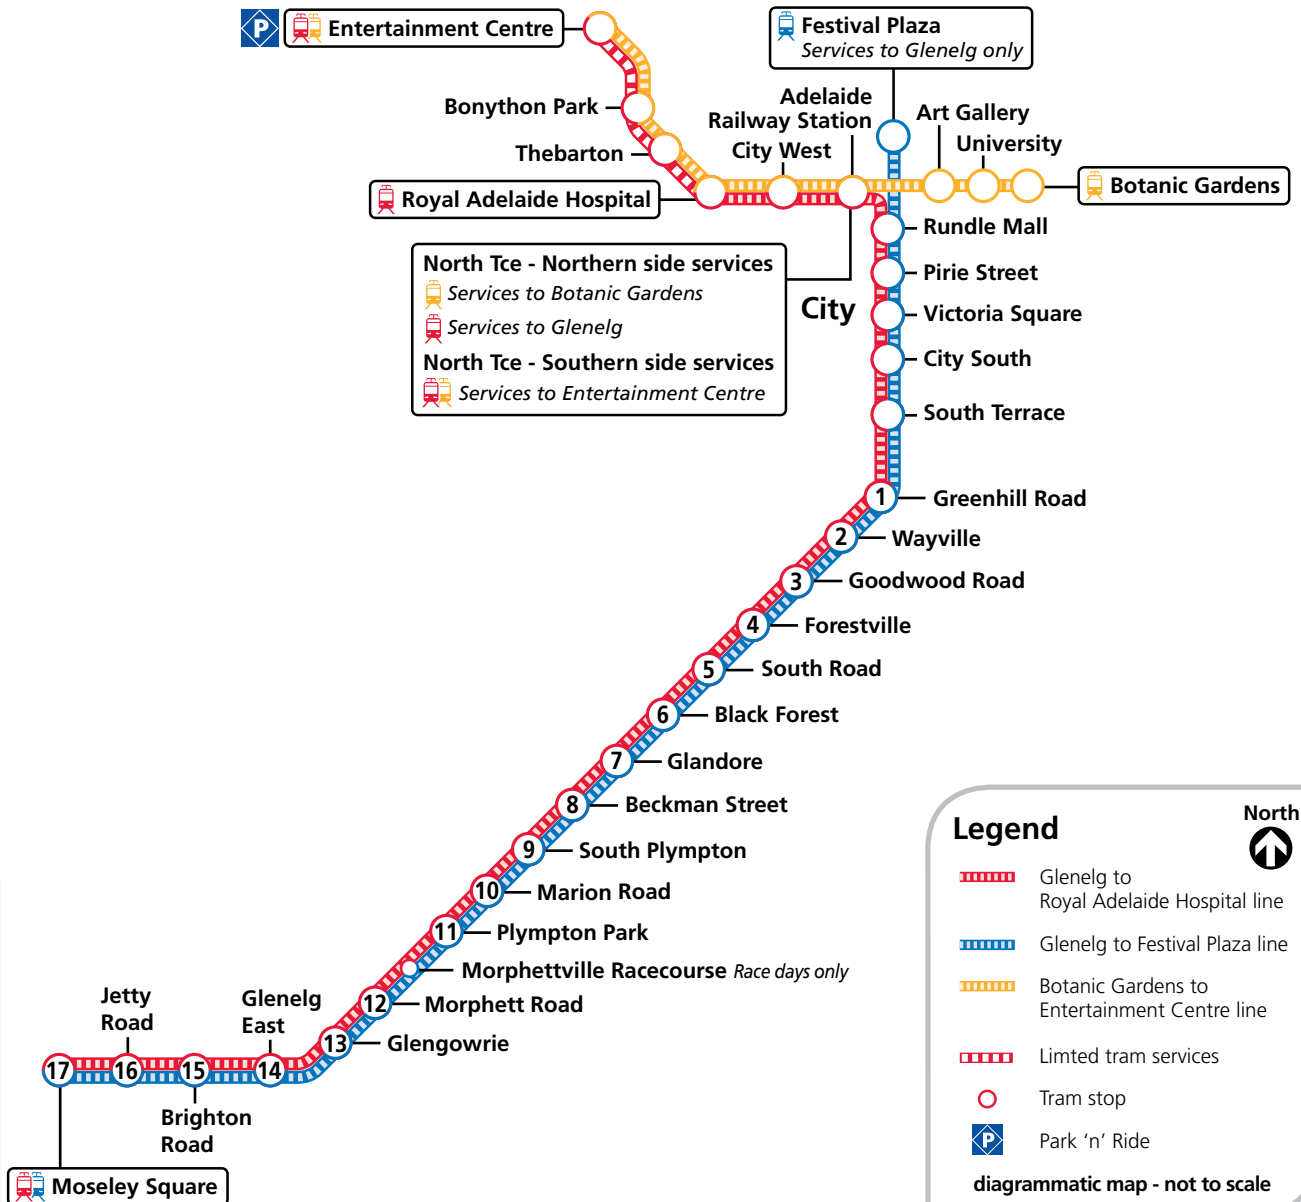 P
Entertainment Centre
Festival Plaza
Services to Glenelg only
Bonython Park
Adelaide
Railway Station
Art Gallery
Thebarton
City West
University
Royal Adelaide Hospital
Botanic Gardens
Rundle Mall
North Tce - Northern side services
Services to Botanic Gardens
Services to Glenelg
North Tce - Southern side services
Services to Entertainment Centre
Pirie Street
City
Victoria Square
City South
South Terrace
1 Greenhill Road
2 Wayville
3 Goodwood Road
4 Forestville
5 South Road
6 Black Forest
7 Glandore
8 Beckman Street
9 South Plympton
10 Marion Road
11 Plympton Park
Morphettville Racecourse Race days only
12 Morphett Road
13 Glengowrie
Jetty
Road
Glenelg
East
17 16 15 14
Brighton
Road
Moseley Square
Legend
North
Glenelg to
Royal Adelaide Hospital line
Glenelg to Festival Plaza line
Botanic Gardens to
Entertainment Centre line
Limted tram services
Tram stop
P Park ‘n’ Ride
diagrammatic map - not to scale